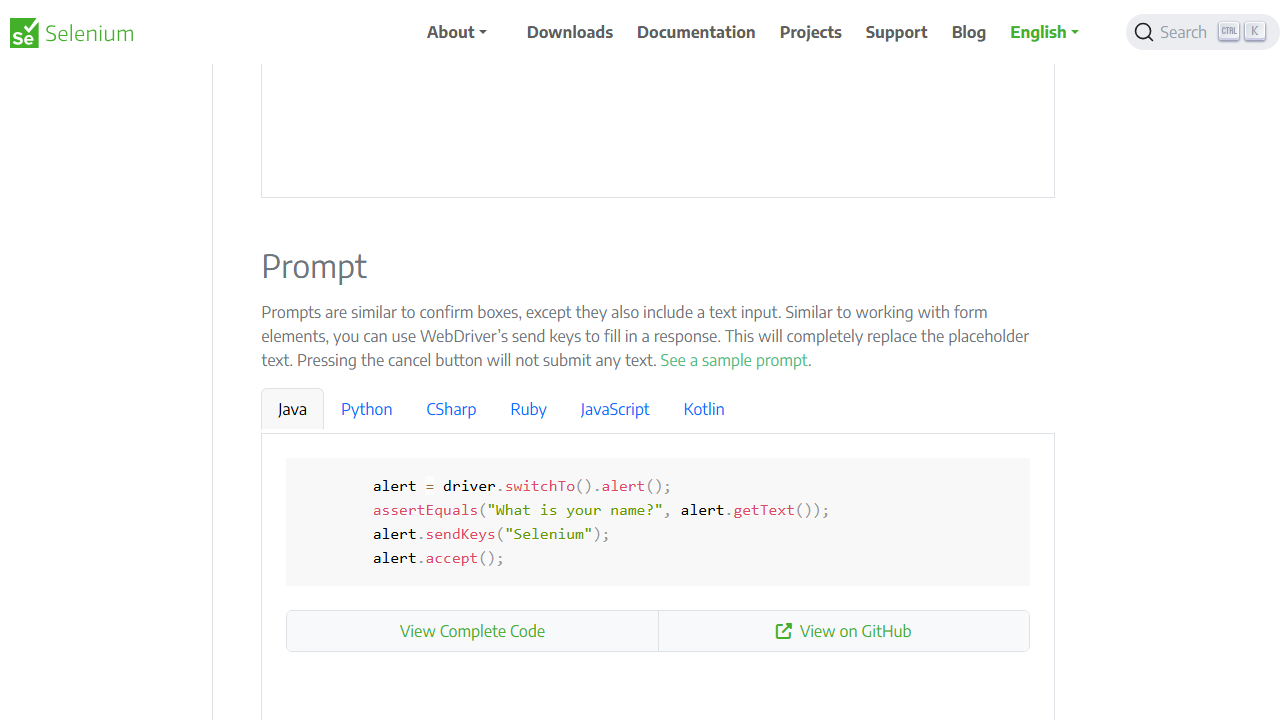 Se Selenium About Downloads Documentation Projects Support Blog English Search CTRL K
Prompt
Prompts are similar to confirm boxes, except they also include a text input. Similar to working with form
elements, you can use WebDriver’s send keys to fill in a response. This will completely replace the placeholder
text. Pressing the cancel button will not submit any text. See a sample prompt.
Java Python CSharp Ruby JavaScript Kotlin
alert = driver.switchTo().alert();
assertEquals("What is your name?", alert.getText());
alert.sendKeys("Selenium");
alert.accept();
View Complete Code View on GitHub